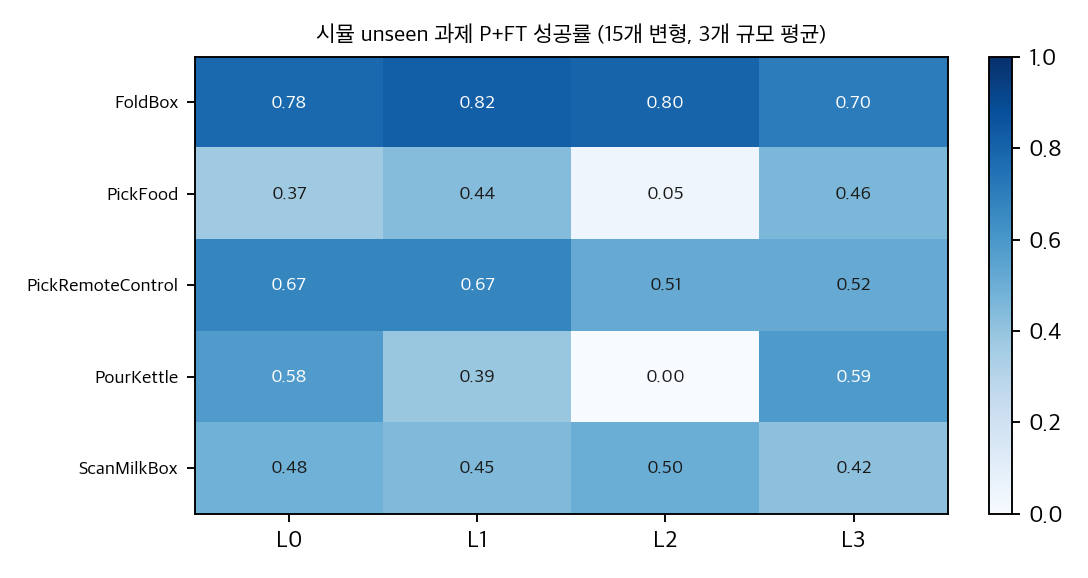 시뮬 unseen 과제 P+FT 성공률 (15개 변형, 3개 규모 평균)
FoldBox 0.78 0.82 0.80 0.70
PickFood 0.37 0.44 0.05 0.46
PickRemoteControl 0.67 0.67 0.51 0.52
PourKettle 0.58 0.39 0.00 0.59
ScanMilkBox 0.48 0.45 0.50 0.42
L0 L1 L2 L3
1.0
0.8
0.6
0.4
0.2
0.0